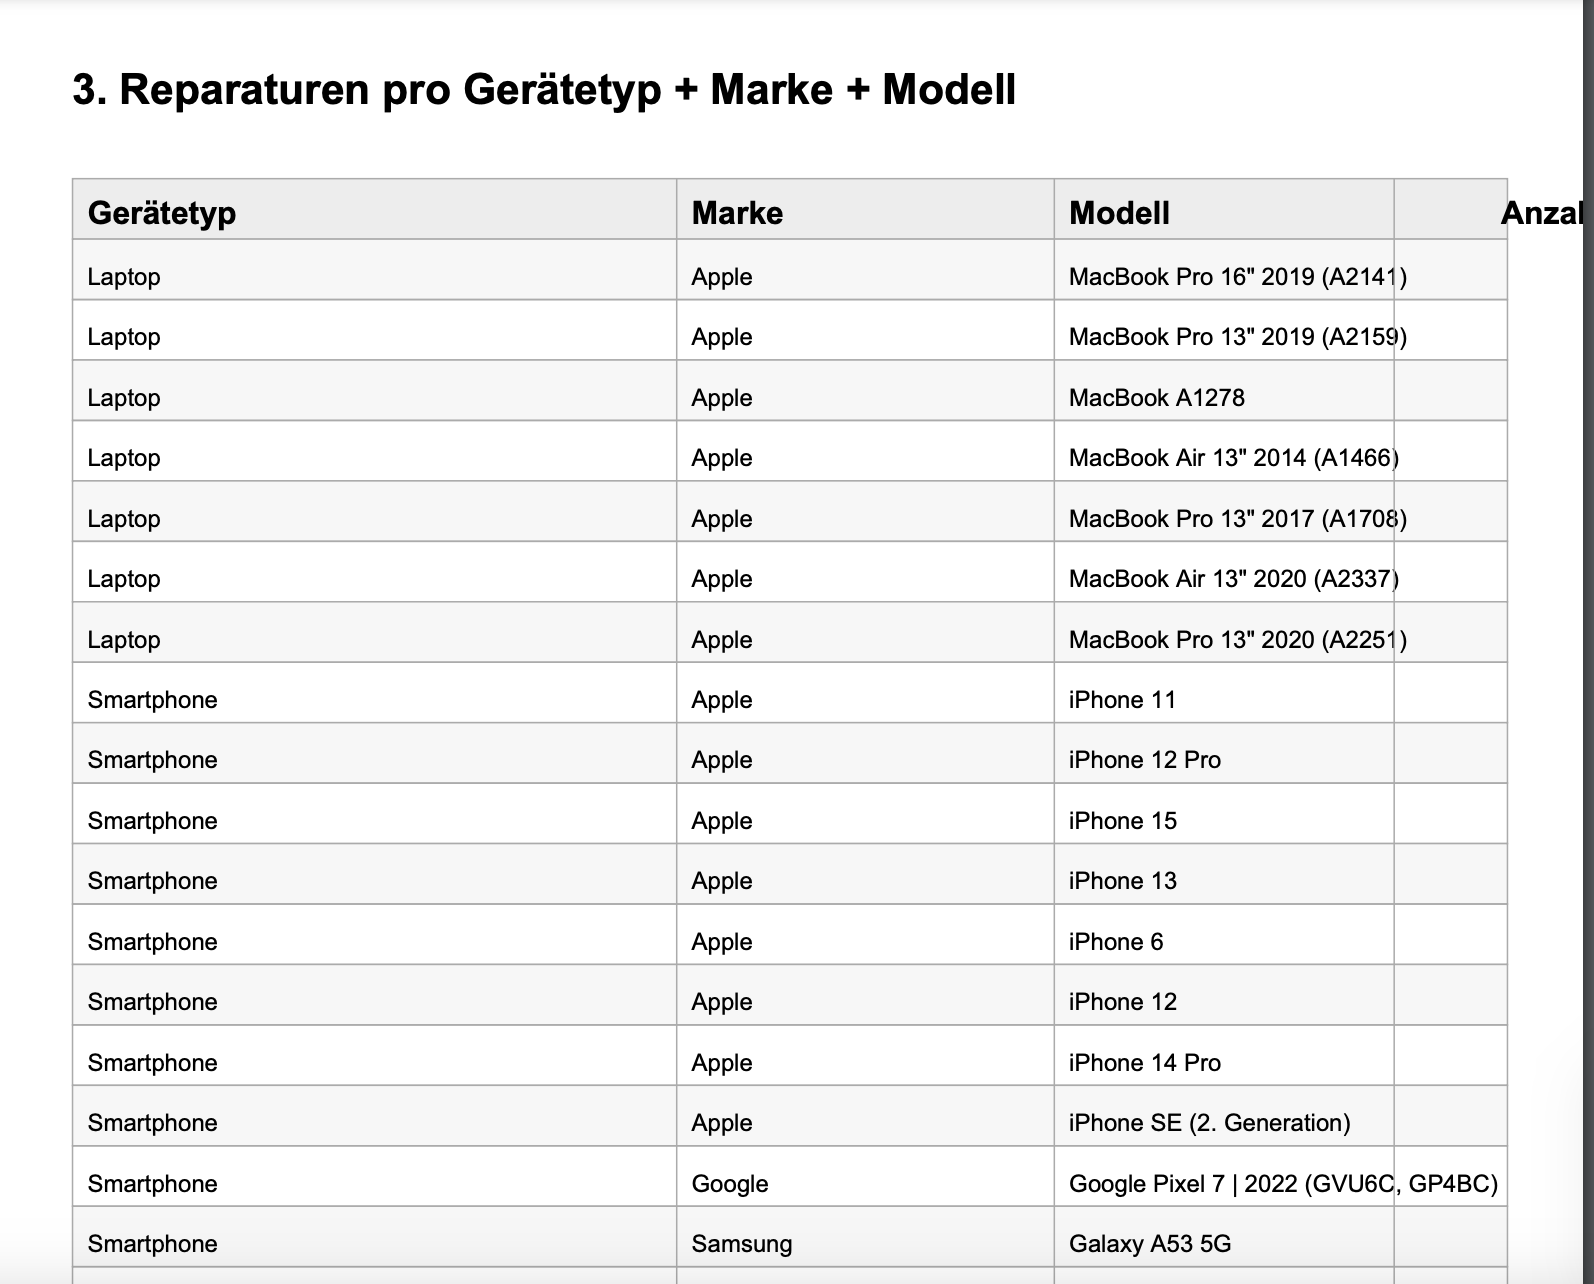 3. Reparaturen pro Gerätetyp + Marke + Modell
Gerätetyp Marke Modell Anzal
Laptop Apple MacBook Pro 16" 2019 (A2141)
Laptop Apple MacBook Pro 13" 2019 (A2159)
Laptop Apple MacBook A1278
Laptop Apple MacBook Air 13" 2014 (A1466)
Laptop Apple MacBook Pro 13" 2017 (A1708)
Laptop Apple MacBook Air 13" 2020 (A2337)
Laptop Apple MacBook Pro 13" 2020 (A2251)
Smartphone Apple iPhone 11
Smartphone Apple iPhone 12 Pro
Smartphone Apple iPhone 15
Smartphone Apple iPhone 13
Smartphone Apple iPhone 6
Smartphone Apple iPhone 12
Smartphone Apple iPhone 14 Pro
Smartphone Apple iPhone SE (2. Generation)
Smartphone Google Google Pixel 7 | 2022 (GVU6C, GP4BC)
Smartphone Samsung Galaxy A53 5G